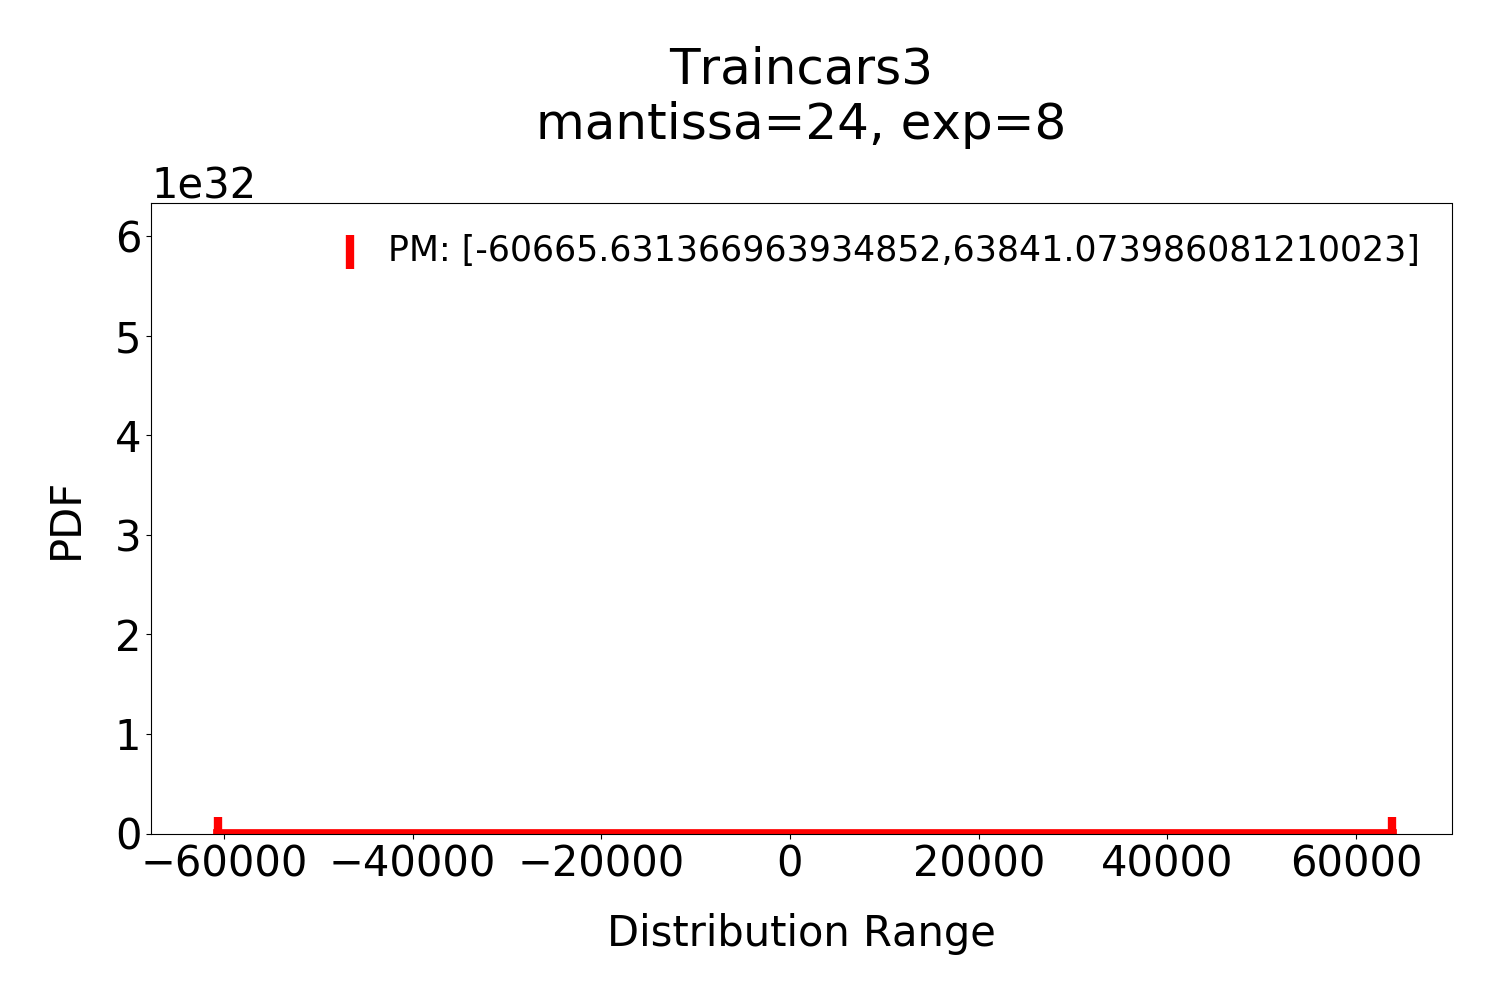 Traincars3
mantissa=24, exp=8
1e32
PM: [-60665.631366963934852,63841.073986081210023]
6
5
4
3
2
1
0
PDF
−60000 −40000 −20000 0 20000 40000 60000
Distribution Range